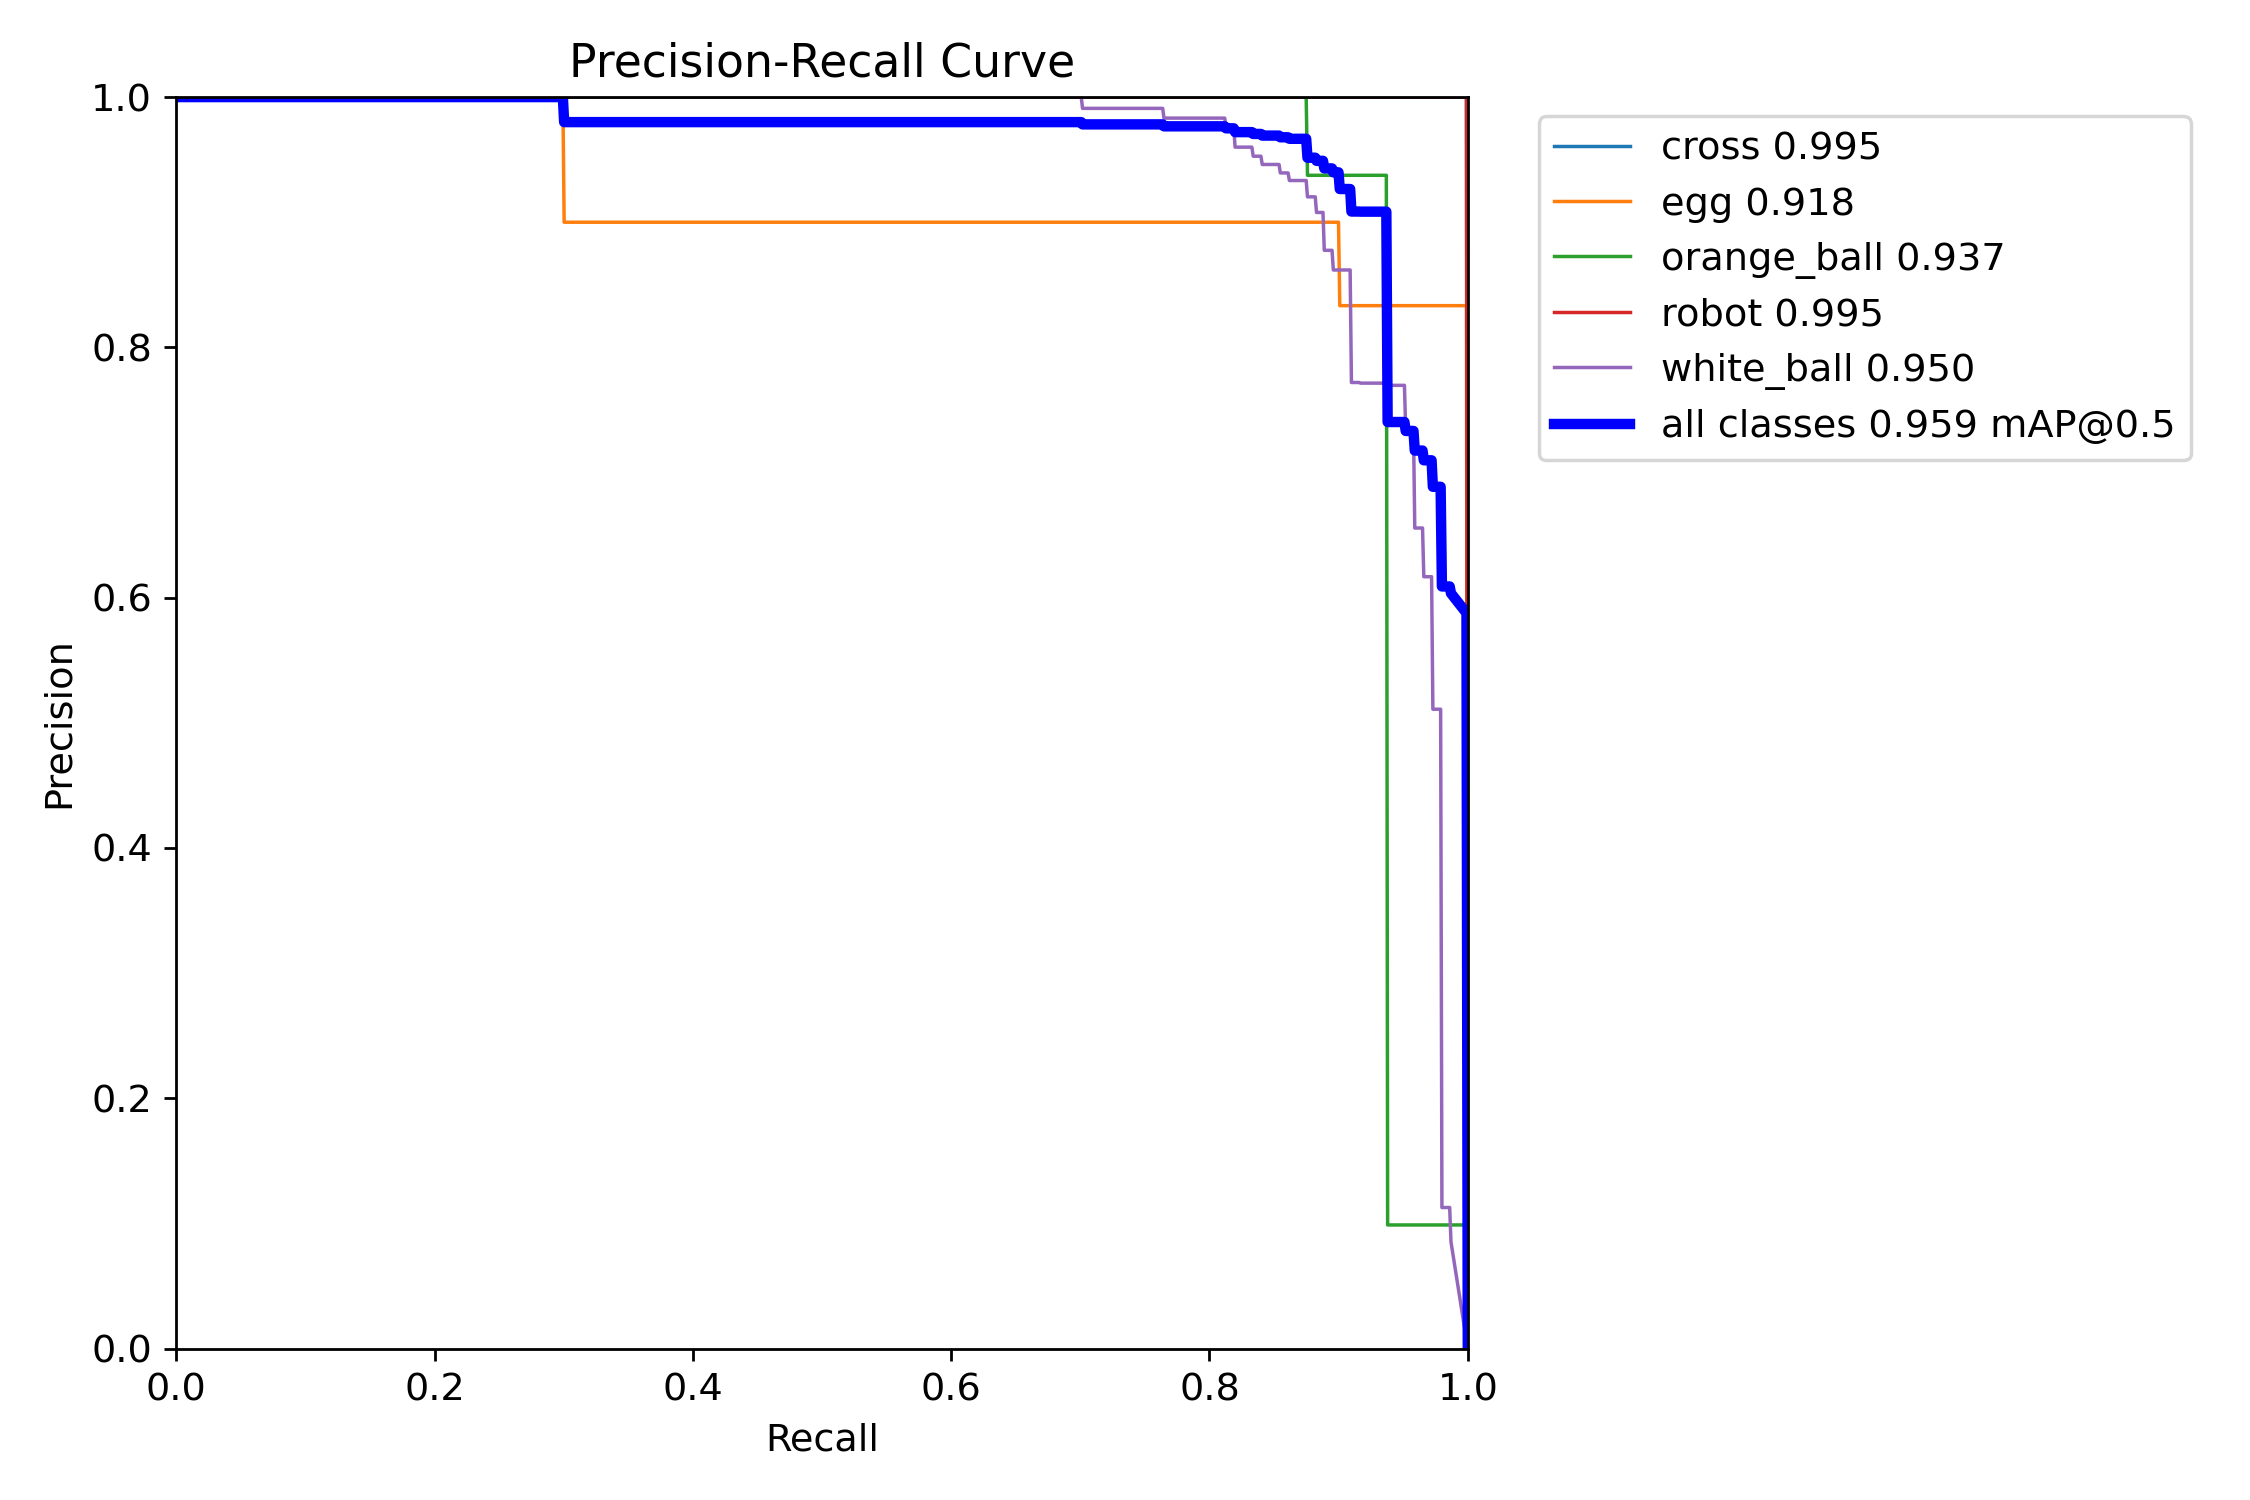 Precision-Recall Curve
1.0
0.8
0.6
0.4
0.2
0.0
Precision
0.0 0.2 0.4 0.6 0.8 1.0
Recall
cross 0.995
egg 0.918
orange_ball 0.937
robot 0.995
white_ball 0.950
all classes 0.959 mAP@0.5